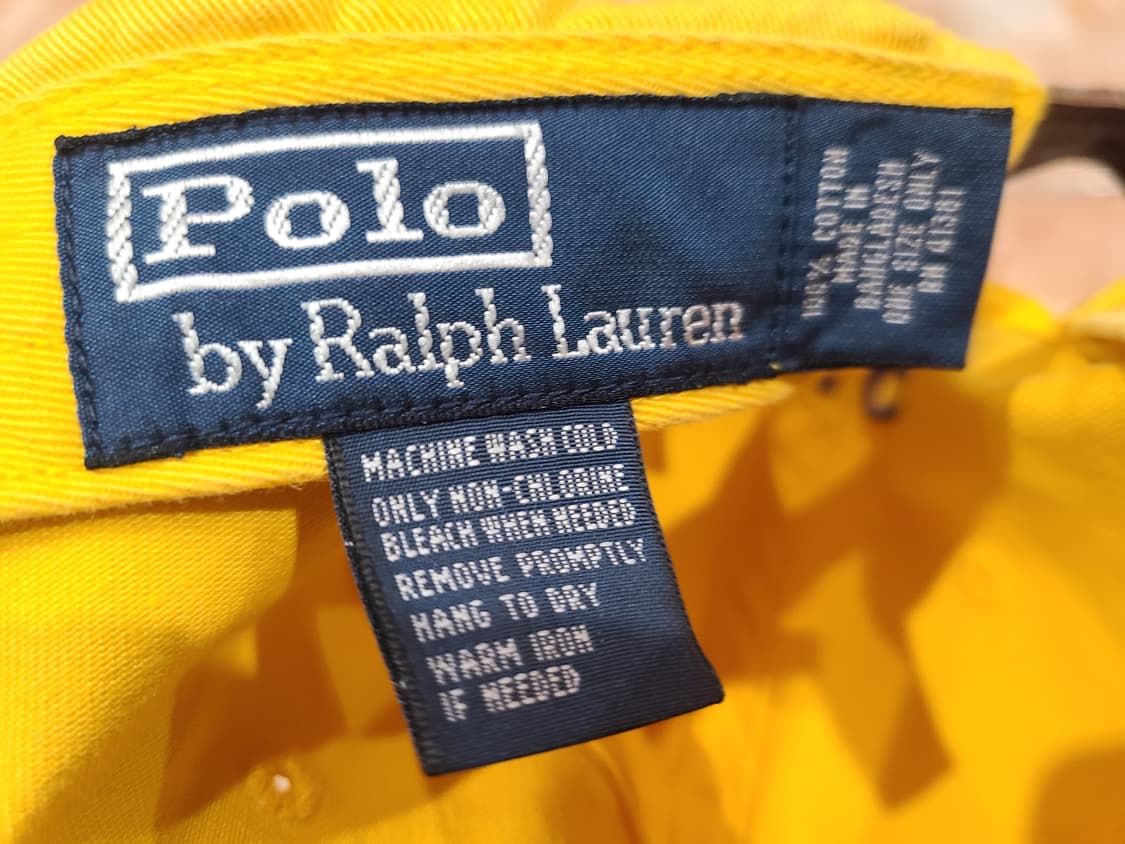 Polo
by Ralph Lauren
100% COTTON
MADE IN
BANGLADESH
ONE SIZE ONLY
RN 41381
MACHINE WASH COLD
ONLY NON-CHLORINE
BLEACH WHEN NEEDED
REMOVE PROMPTLY
HANG TO DRY
WARM IRON
IF NEEDED